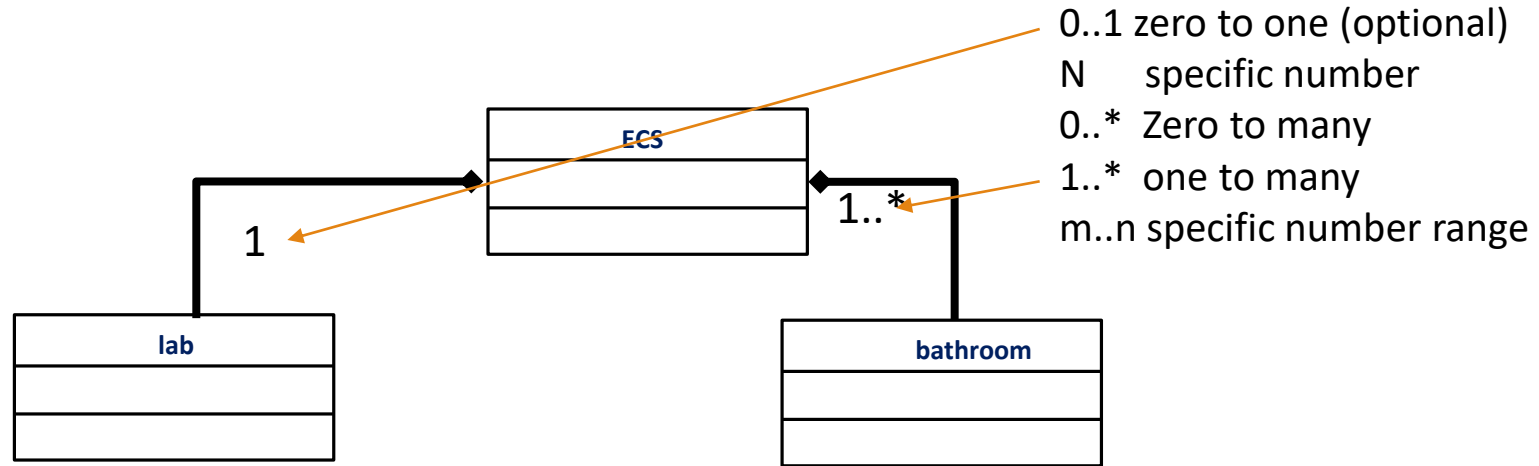 0..1 zero to one (optional)
N specific number
0..* Zero to many
1..* one to many
m..n specific number range
ECS
1..*
1
lab
bathroom